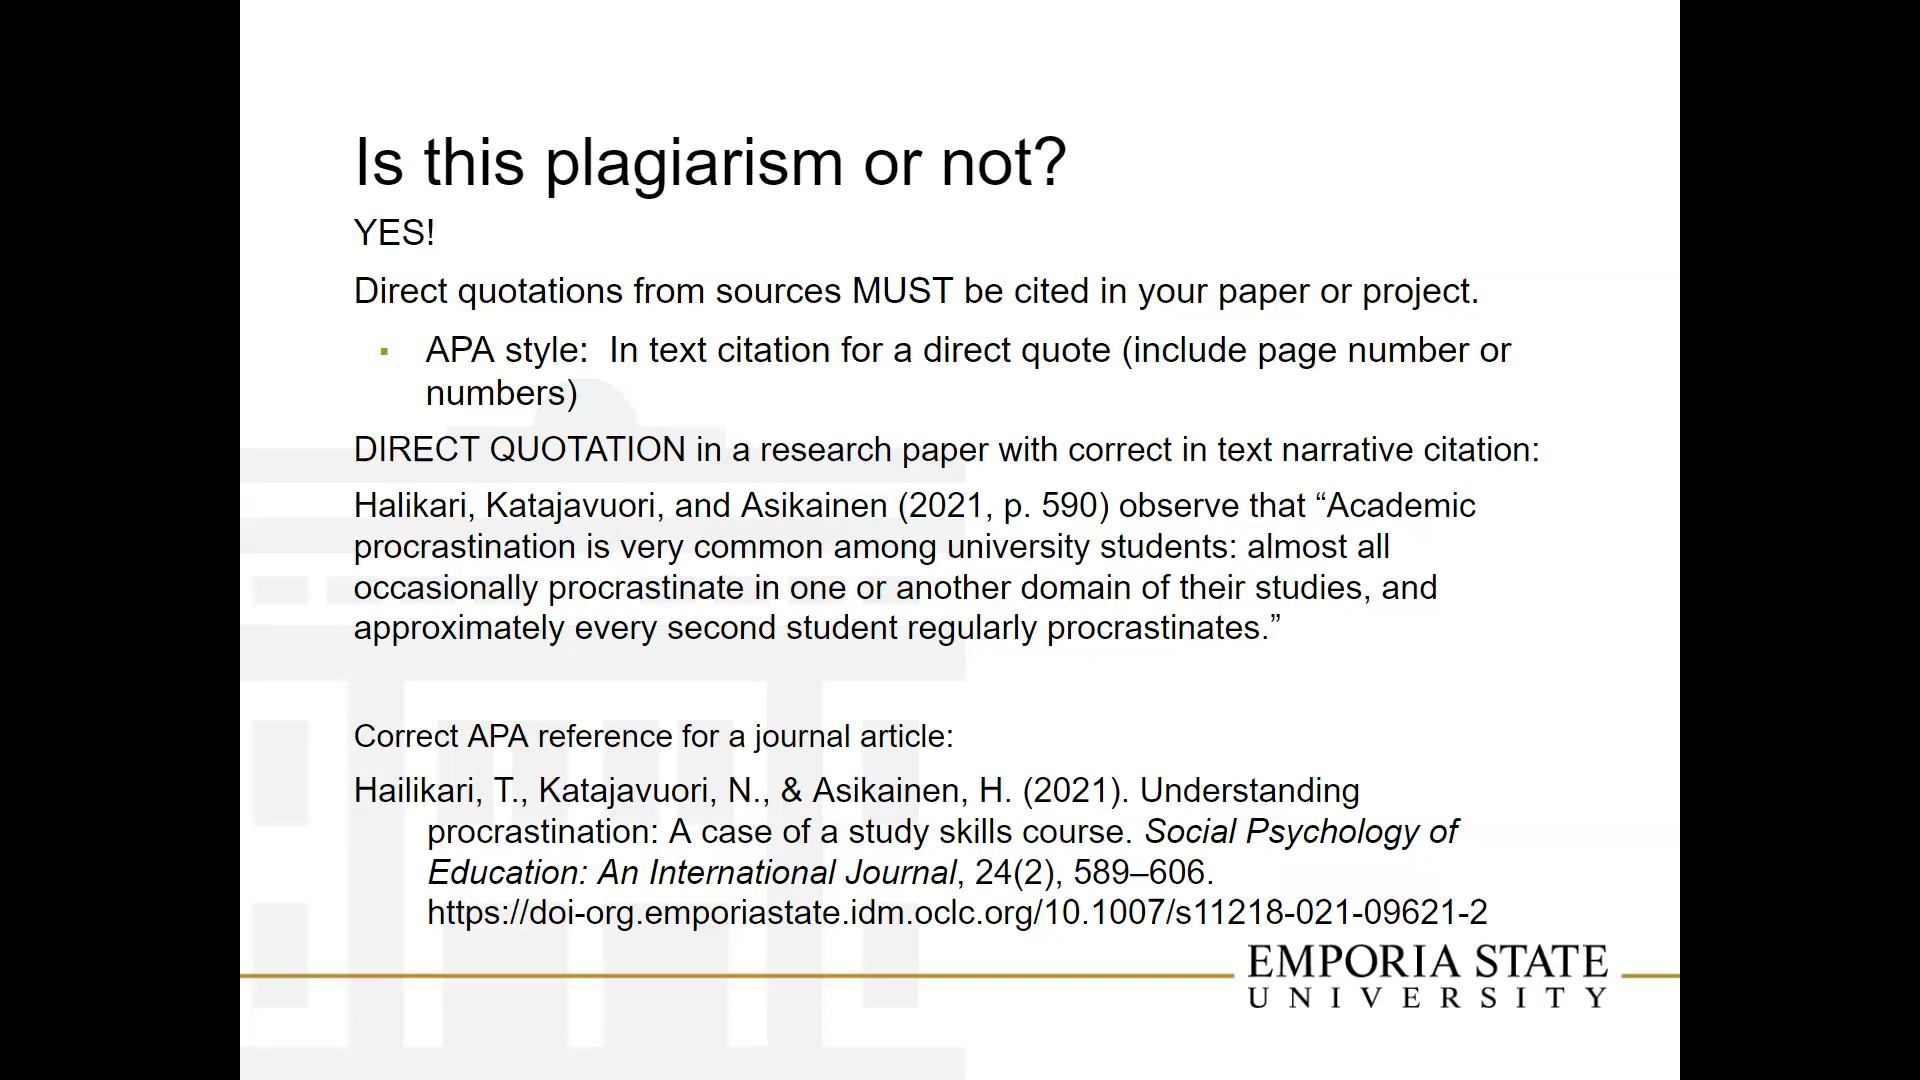 Is this plagiarism or not?
YES!
Direct quotations from sources MUST be cited in your paper or project.
▪ APA style:  In text citation for a direct quote (include page number or
numbers)
DIRECT QUOTATION in a research paper with correct in text narrative citation:
Halikari, Katajavuori, and Asikainen (2021, p. 590) observe that “Academic
procrastination is very common among university students: almost all
occasionally procrastinate in one or another domain of their studies, and
approximately every second student regularly procrastinates.”
Correct APA reference for a journal article:
Hailikari, T., Katajavuori, N., & Asikainen, H. (2021). Understanding
procrastination: A case of a study skills course. Social Psychology of
Education: An International Journal, 24(2), 589–606.
https://doi-org.emporiastate.idm.oclc.org/10.1007/s11218-021-09621-2
EMPORIA STATE
UNIVERSITY